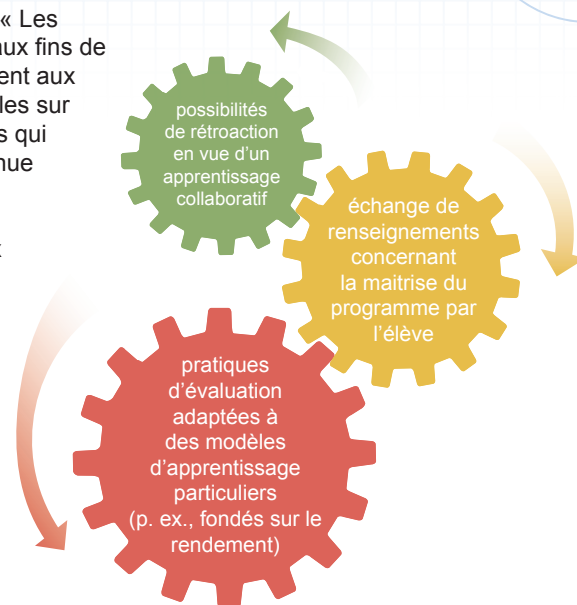 « Les
aux fins de
ent aux
les sur
s qui
nue
possibilités
de rétroaction
en vue d’un
apprentissage
collaboratif
échange de
renseignements
concernant
la maitrise du
programme par
l’élève
pratiques
d’évaluation
adaptées à
des modèles
d’apprentissage
particuliers
(p. ex., fondés sur le
rendement)